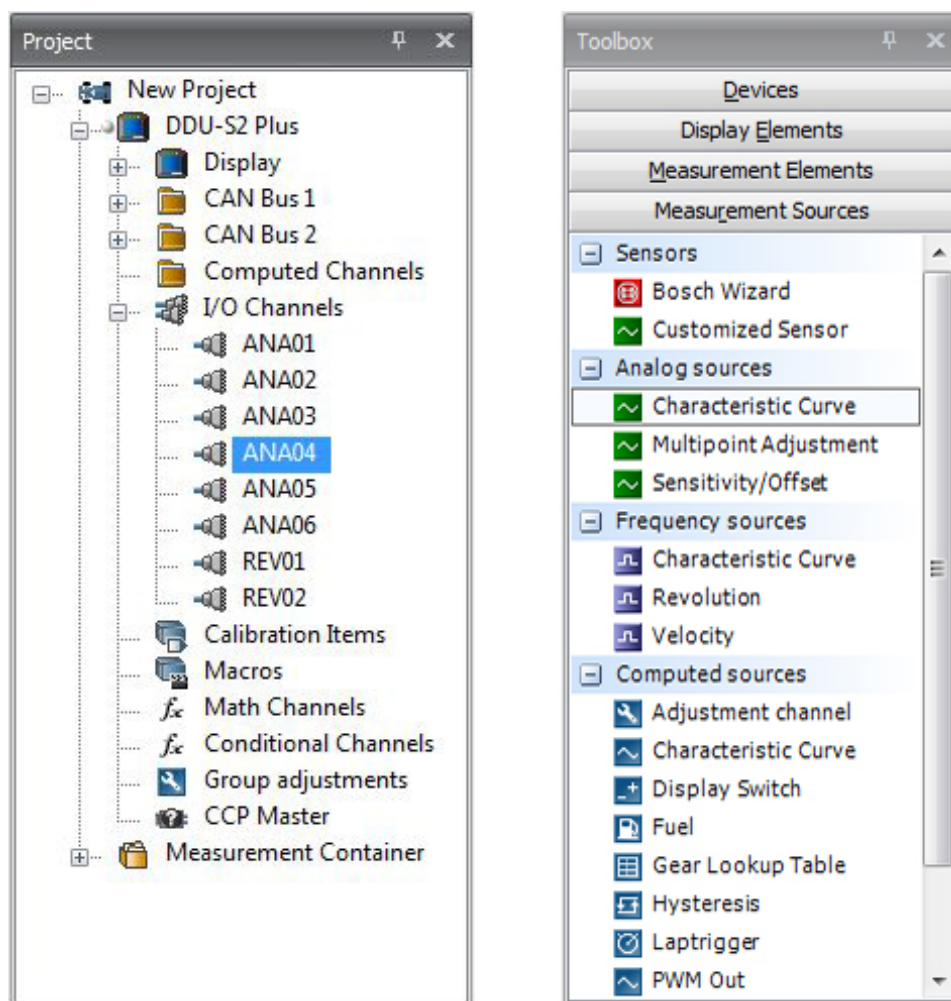 Project
New Project
DDU-S2 Plus
Display
CAN Bus 1
CAN Bus 2
Computed Channels
I/O Channels
ANA01
ANA02
ANA03
ANA04
ANA05
ANA06
REV01
REV02
Calibration Items
Macros
Math Channels
Conditional Channels
Group adjustments
CCP Master
Measurement Container
Toolbox
Devices
Display Elements
Measurement Elements
Measurement Sources
Sensors
Bosch Wizard
Customized Sensor
Analog sources
Characteristic Curve
Multipoint Adjustment
Sensitivity/Offset
Frequency sources
Characteristic Curve
Revolution
Velocity
Computed sources
Adjustment channel
Characteristic Curve
Display Switch
Fuel
Gear Lookup Table
Hysteresis
Laptrigger
PWM Out